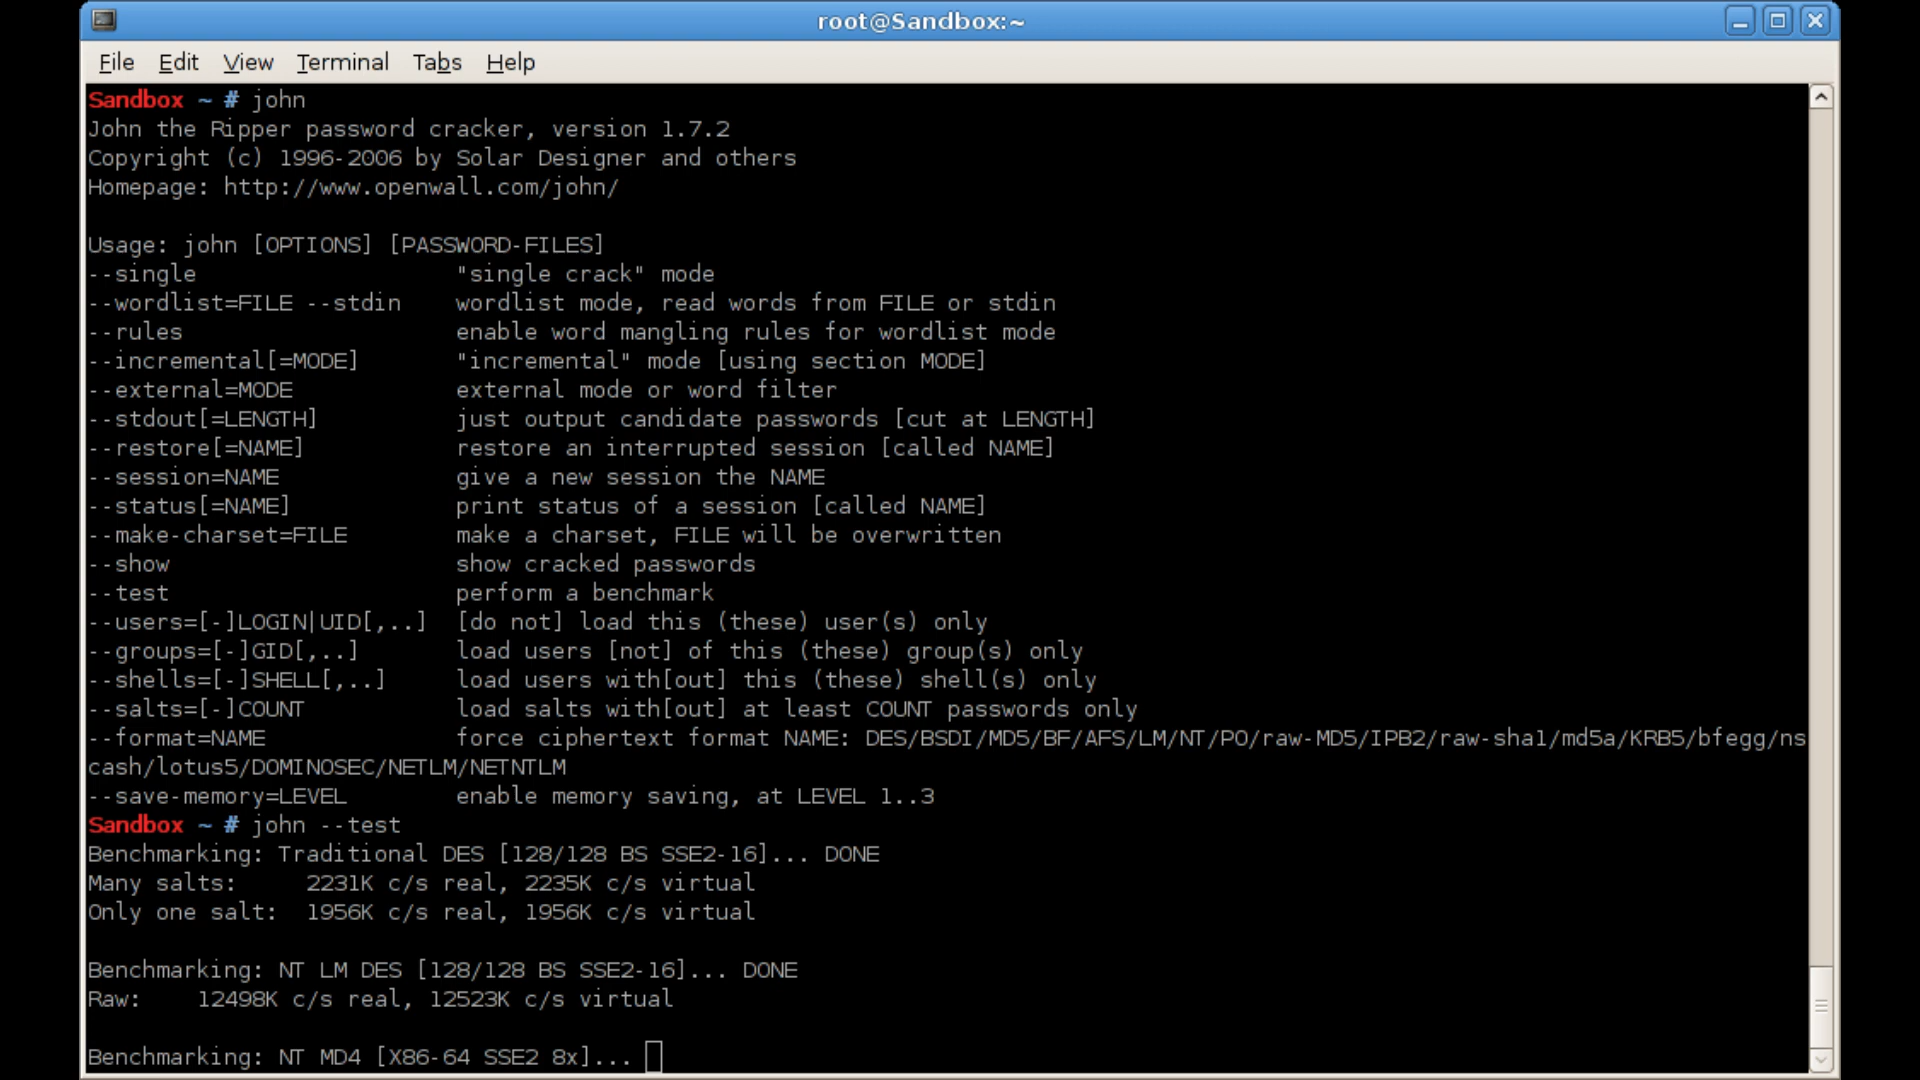 root@Sandbox:~
File Edit View Terminal Tabs Help
Sandbox ~ # john
John the Ripper password cracker, version 1.7.2
Copyright (c) 1996-2006 by Solar Designer and others
Homepage: http://www.openwall.com/john/
Usage: john [OPTIONS] [PASSWORD-FILES]
--single "single crack" mode
--wordlist=FILE --stdin wordlist mode, read words from FILE or stdin
--rules enable word mangling rules for wordlist mode
--incremental[=MODE] "incremental" mode [using section MODE]
--external=MODE external mode or word filter
--stdout[=LENGTH] just output candidate passwords [cut at LENGTH]
--restore[=NAME] restore an interrupted session [called NAME]
--session=NAME give a new session the NAME
--status[=NAME] print status of a session [called NAME]
--make-charset=FILE make a charset, FILE will be overwritten
--show show cracked passwords
--test perform a benchmark
--users=[-]LOGIN|UID[,..] [do not] load this (these) user(s) only
--groups=[-]GID[,..] load users [not] of this (these) group(s) only
--shells=[-]SHELL[,..] load users with[out] this (these) shell(s) only
--salts=[-]COUNT load salts with[out] at least COUNT passwords only
--format=NAME force ciphertext format NAME: DES/BSDI/MD5/BF/AFS/LM/NT/PO/raw-MD5/IPB2/raw-sha1/md5a/KRB5/bfegg/ns
cash/lotus5/DOMINOSEC/NETLM/NETNTLM
--save-memory=LEVEL enable memory saving, at LEVEL 1..3
Sandbox ~ # john --test
Benchmarking: Traditional DES [128/128 BS SSE2-16]... DONE
Many salts: 2231K c/s real, 2235K c/s virtual
Only one salt: 1956K c/s real, 1956K c/s virtual
Benchmarking: NT LM DES [128/128 BS SSE2-16]... DONE
Raw: 12498K c/s real, 12523K c/s virtual
Benchmarking: NT MD4 [X86-64 SSE2 8x]...